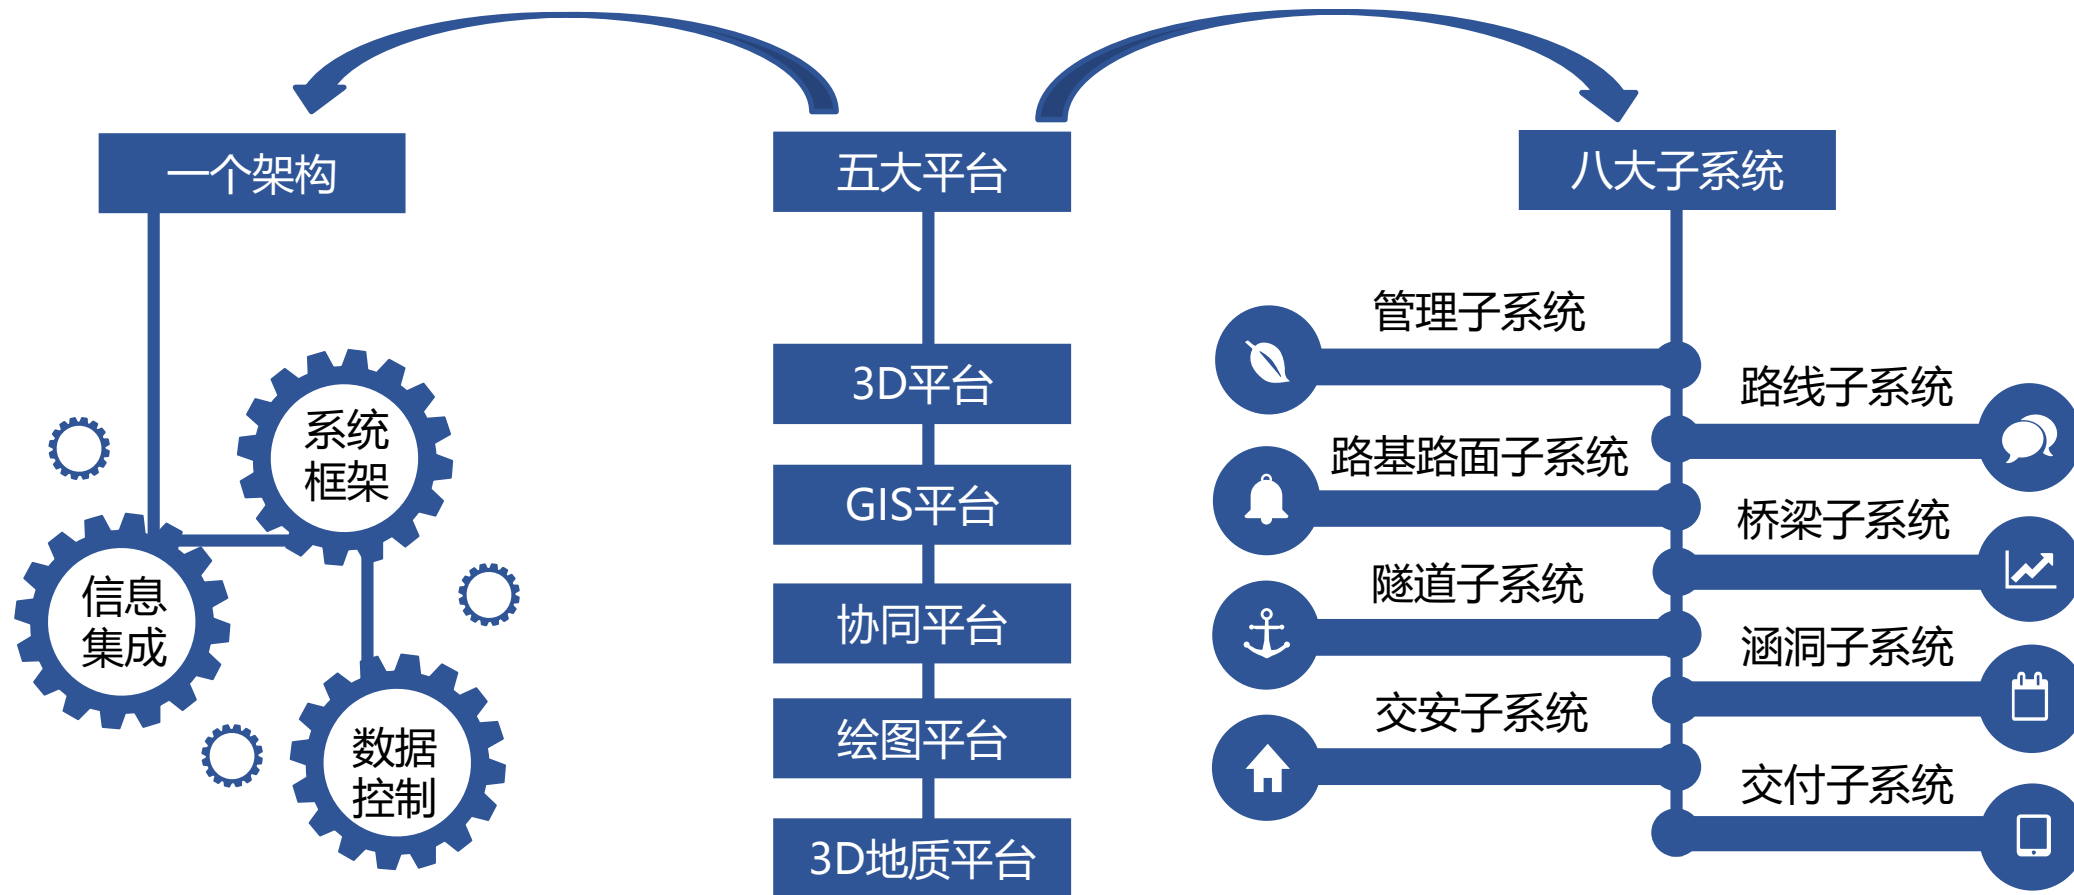 一个架构
系统
框架
信息
集成
数据
控制
五大平台
3D平台
GIS平台
协同平台
绘图平台
3D地质平台
八大子系统
管理子系统
路线子系统
路基路面子系统
桥梁子系统
隧道子系统
涵洞子系统
交安子系统
交付子系统